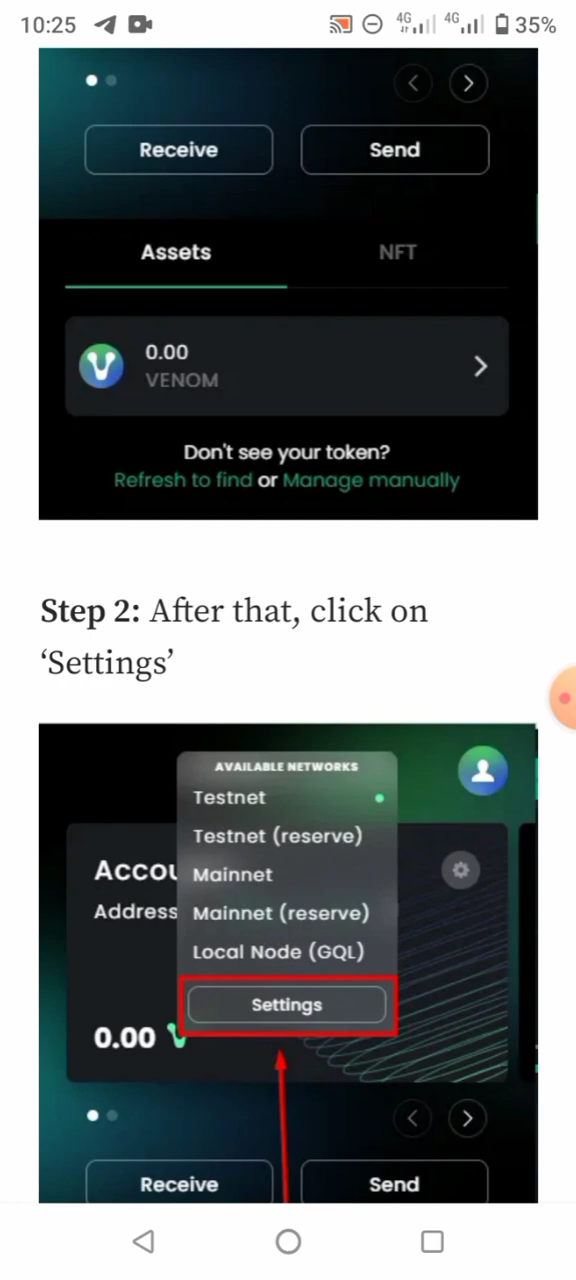 10:25 4G 4G 35%
Receive Send
Assets NFT
0.00
VENOM
Don't see your token?
Refresh to find or Manage manually
Step 2: After that, click on
‘Settings’
AVAILABLE NETWORKS
Testnet
Testnet (reserve)
Accou Mainnet
Address Mainnet (reserve)
Local Node (GQL)
Settings
0.00
Receive Send